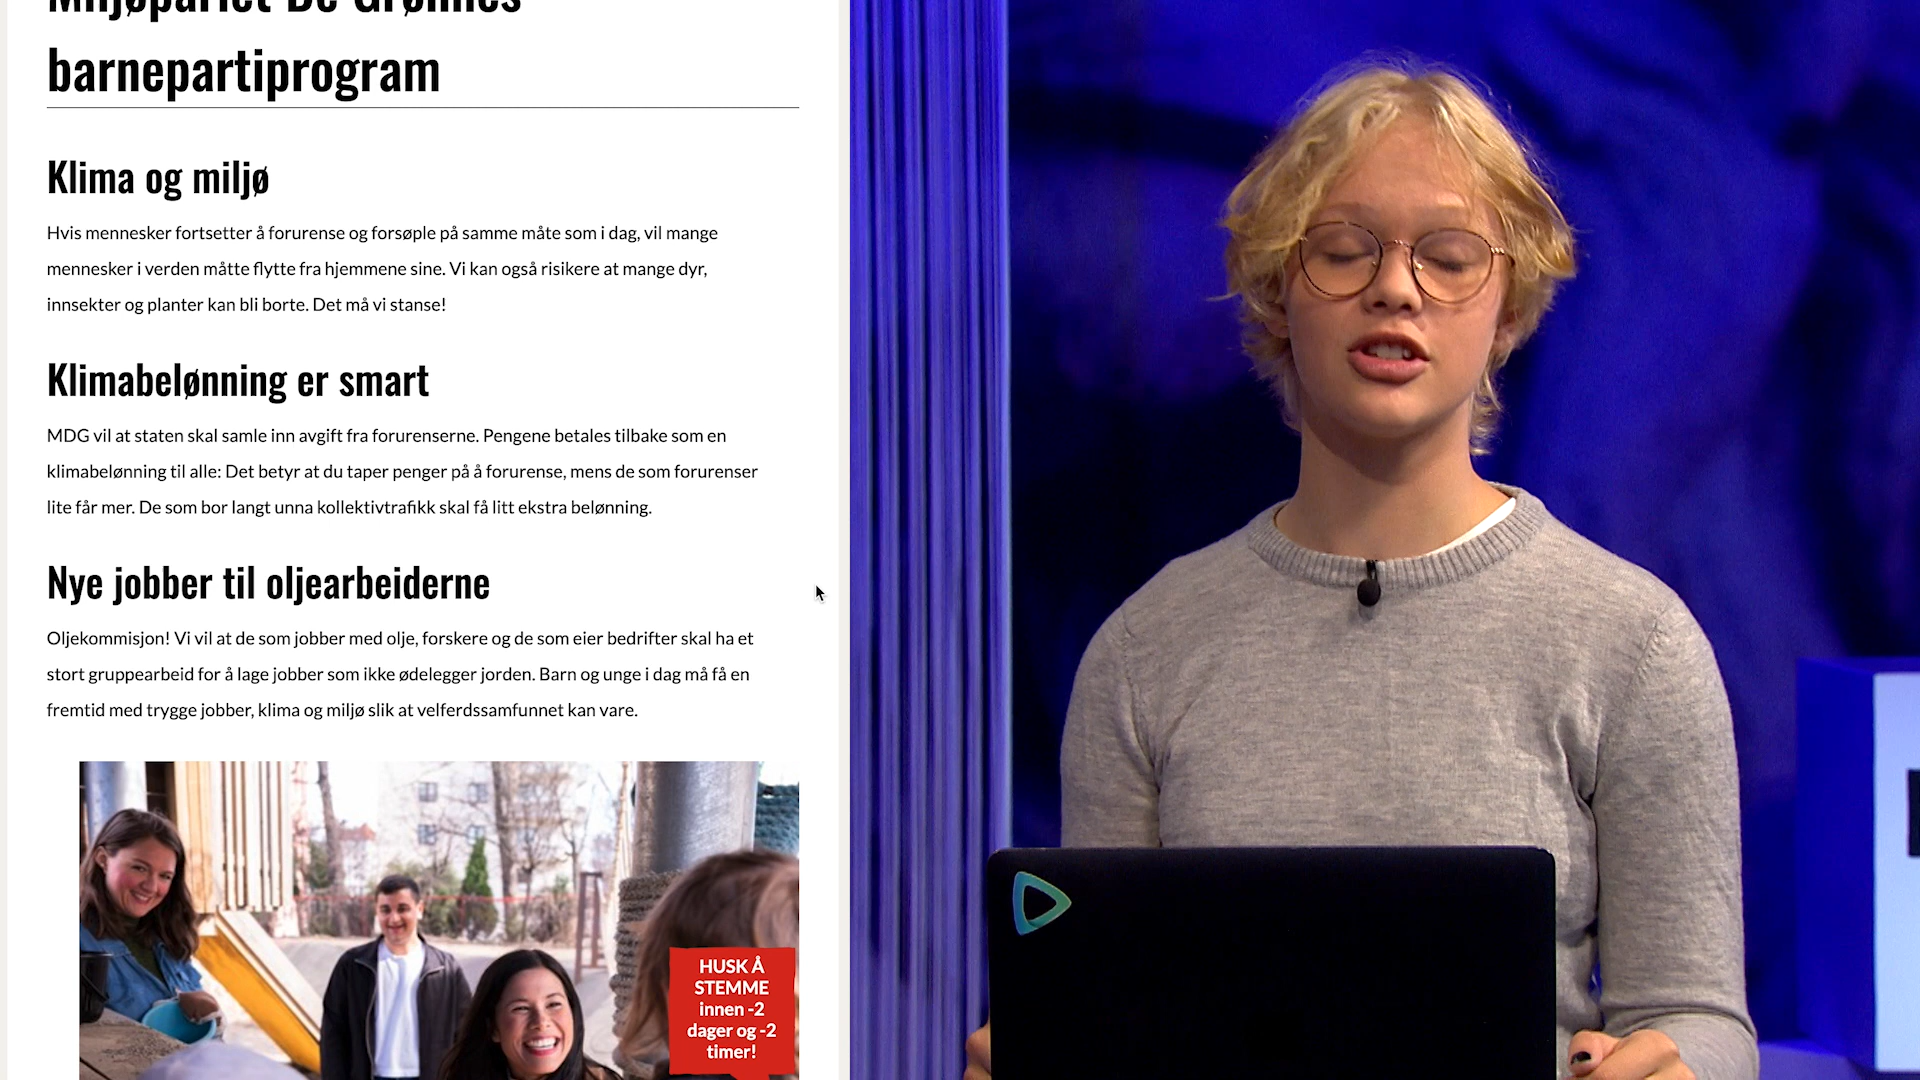 Miljøpartiet De Grønnes
barnepartiprogram
Klima og miljø
Hvis mennesker fortsetter å forurense og forsøple på samme måte som i dag, vil mange
mennesker i verden måtte flytte fra hjemmene sine. Vi kan også risikere at mange dyr,
innsekter og planter kan bli borte. Det må vi stanse!
Klimabelønning er smart
MDG vil at staten skal samle inn avgift fra forurenserne. Pengene betales tilbake som en
klimabelønning til alle: Det betyr at du taper penger på å forurense, mens de som forurenser
lite får mer. De som bor langt unna kollektivtrafikk skal få litt ekstra belønning.
Nye jobber til oljearbeiderne
Oljekommisjon! Vi vil at de som jobber med olje, forskere og de som eier bedrifter skal ha et
stort gruppearbeid for å lage jobber som ikke ødelegger jorden. Barn og unge i dag må få en
fremtid med trygge jobber, klima og miljø slik at velferdssamfunnet kan vare.
HUSK Å
STEMME
innen -2
dager og -2
timer!